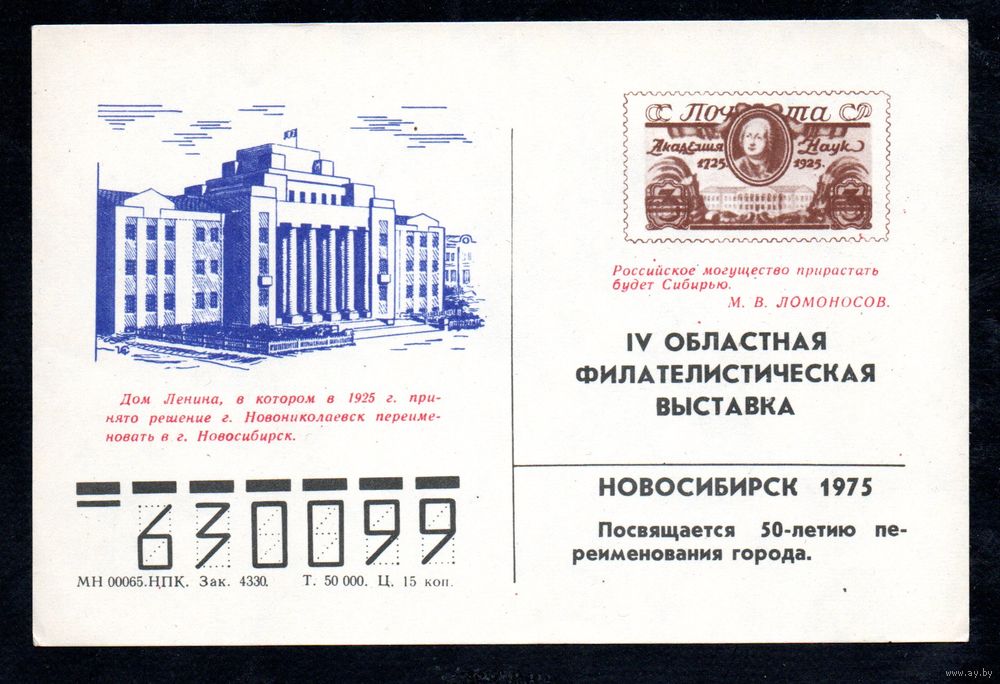 Дом Ленина, в котором в 1925 г. при-
нято решение г. Новониколаевск переиме-
новать в г. Новосибирск.
630099
МН 00065.НПК. Зак. 4330. Т. 50 000. Ц. 15 коп.
Почта
Академия Наук
1725 1925.
Российское могущество прирастать
будет Сибирью.
М. В. ЛОМОНОСОВ.
IV ОБЛАСТНАЯ
ФИЛАТЕЛИСТИЧЕСКАЯ
ВЫСТАВКА
НОВОСИБИРСК 1975
Посвящается 50-летию пе-
реименования города.
www.ay.by